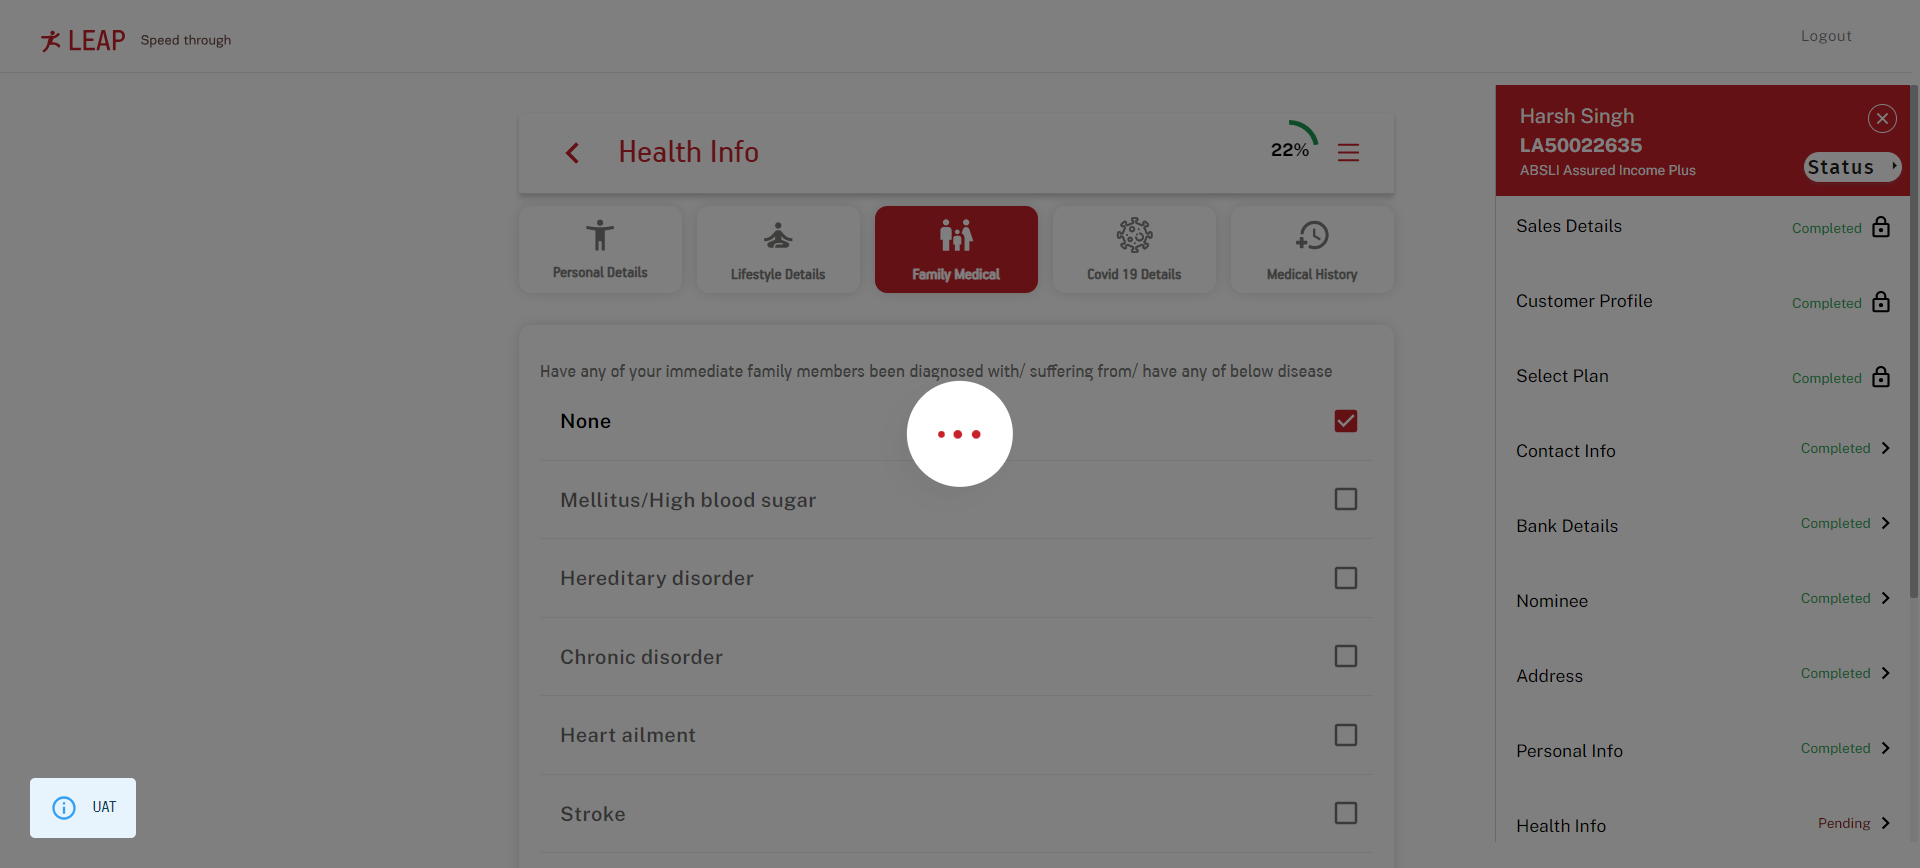 LEAP Speed through
Logout
Health Info
22%
Personal Details
Lifestyle Details
Family Medical
Covid 19 Details
Medical History
Have any of your immediate family members been diagnosed with/ suffering from/ have any of below disease
None
Mellitus/High blood sugar
Hereditary disorder
Chronic disorder
Heart ailment
Stroke
Harsh Singh
LA50022635
ABSLI Assured Income Plus
Status
Sales Details Completed
Customer Profile Completed
Select Plan Completed
Contact Info Completed
Bank Details Completed
Nominee Completed
Address Completed
Personal Info Completed
Health Info Pending
UAT